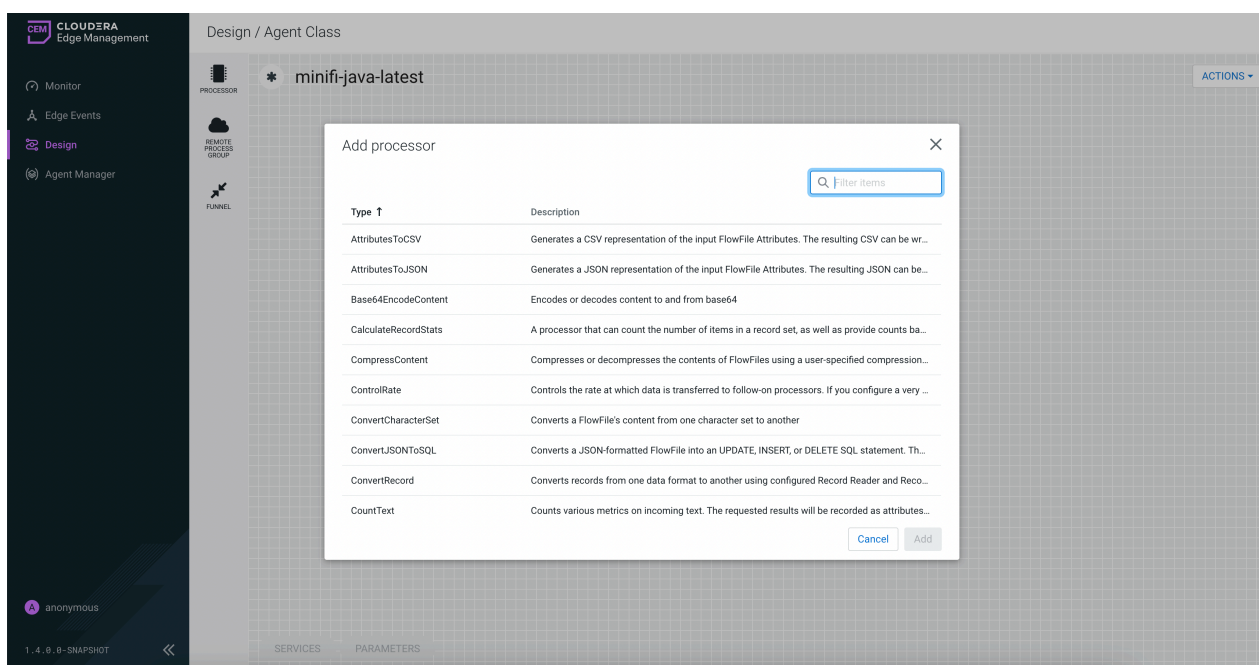 CEM CLOUDERA
Edge Management
Design / Agent Class
Monitor
Edge Events
Design
Agent Manager
PROCESSOR
REMOTE
PROCESS
GROUP
FUNNEL
minifi-java-latest
ACTIONS
Add processor
Filter items
Type ↑ Description
AttributesToCSV Generates a CSV representation of the input FlowFile Attributes. The resulting CSV can be wr...
AttributesToJSON Generates a JSON representation of the input FlowFile Attributes. The resulting JSON can be...
Base64EncodeContent Encodes or decodes content to and from base64
CalculateRecordStats A processor that can count the number of items in a record set, as well as provide counts ba...
CompressContent Compresses or decompresses the contents of FlowFiles using a user-specified compression...
ControlRate Controls the rate at which data is transferred to follow-on processors. If you configure a very ...
ConvertCharacterSet Converts a FlowFile's content from one character set to another
ConvertJSONToSQL Converts a JSON-formatted FlowFile into an UPDATE, INSERT, or DELETE SQL statement. Th...
ConvertRecord Converts records from one data format to another using configured Record Reader and Reco...
CountText Counts various metrics on incoming text. The requested results will be recorded as attributes...
Cancel Add
A anonymous
1.4.0.0-SNAPSHOT
SERVICES PARAMETERS